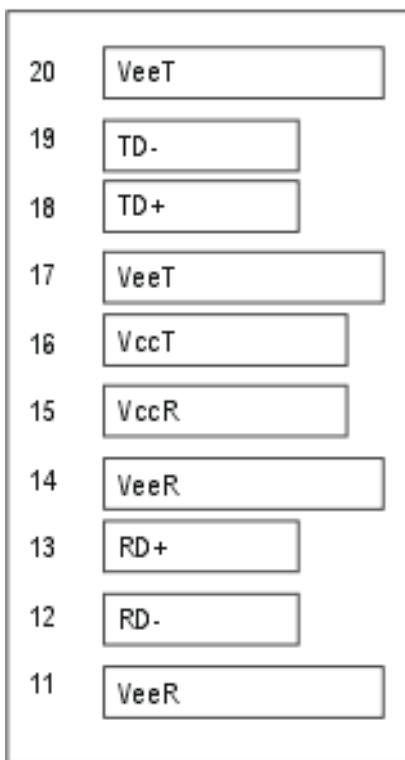 20 VeeT
19 TD-
18 TD+
17 VeeT
16 VccT
15 VccR
14 VeeR
13 RD+
12 RD-
11 VeeR